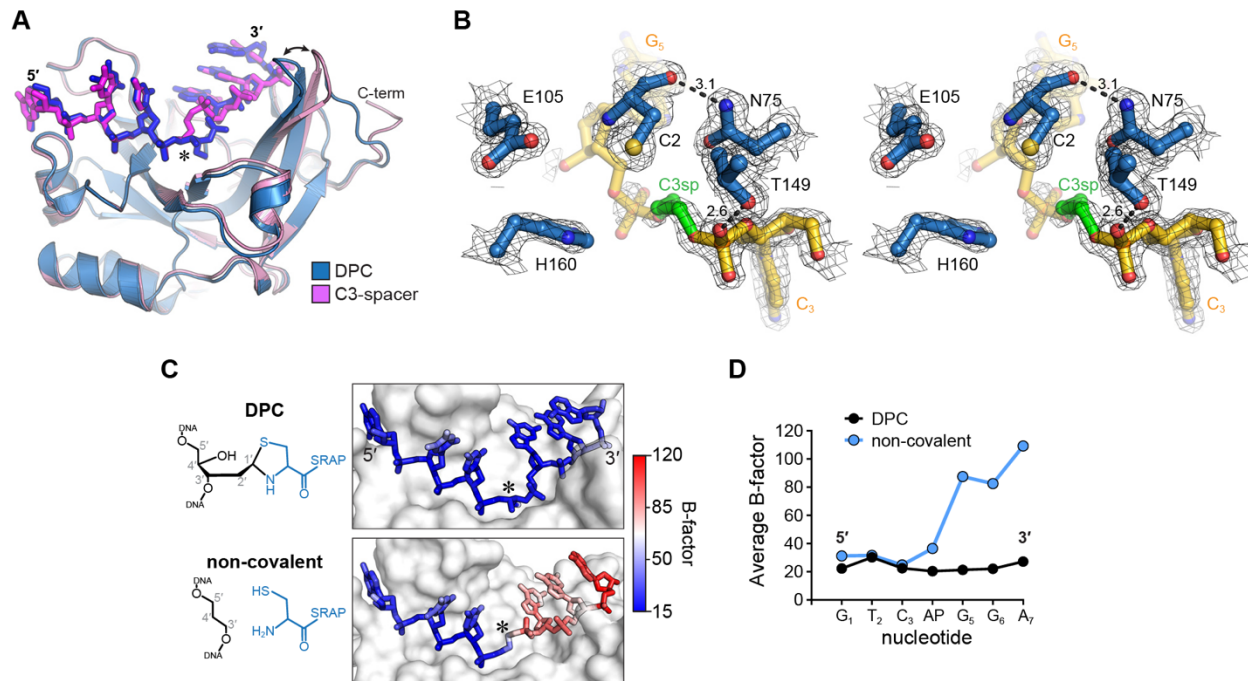 A
5′
3′
C-term
*
DPC
C3-spacer
B
G5
3.1
E105
N75
C2
C3sp
T149
2.6
H160
C3
G5
3.1
E105
N75
C2
C3sp
T149
2.6
H160
C3
C
DPC
DNA
O
5′
OH
4′
3′
O
DNA
2′
1′
S
N
H
SRAP
O
5′
3′
*
non-covalent
DNA
O
5′
4′
3′
O
DNA
HS
H2N
SRAP
O
*
120
85
50
15
B-factor
D
DPC
non-covalent
Average B-factor
120
100
80
60
40
20
0
5′
3′
G1 T2 C3 AP G5 G6 A7
nucleotide